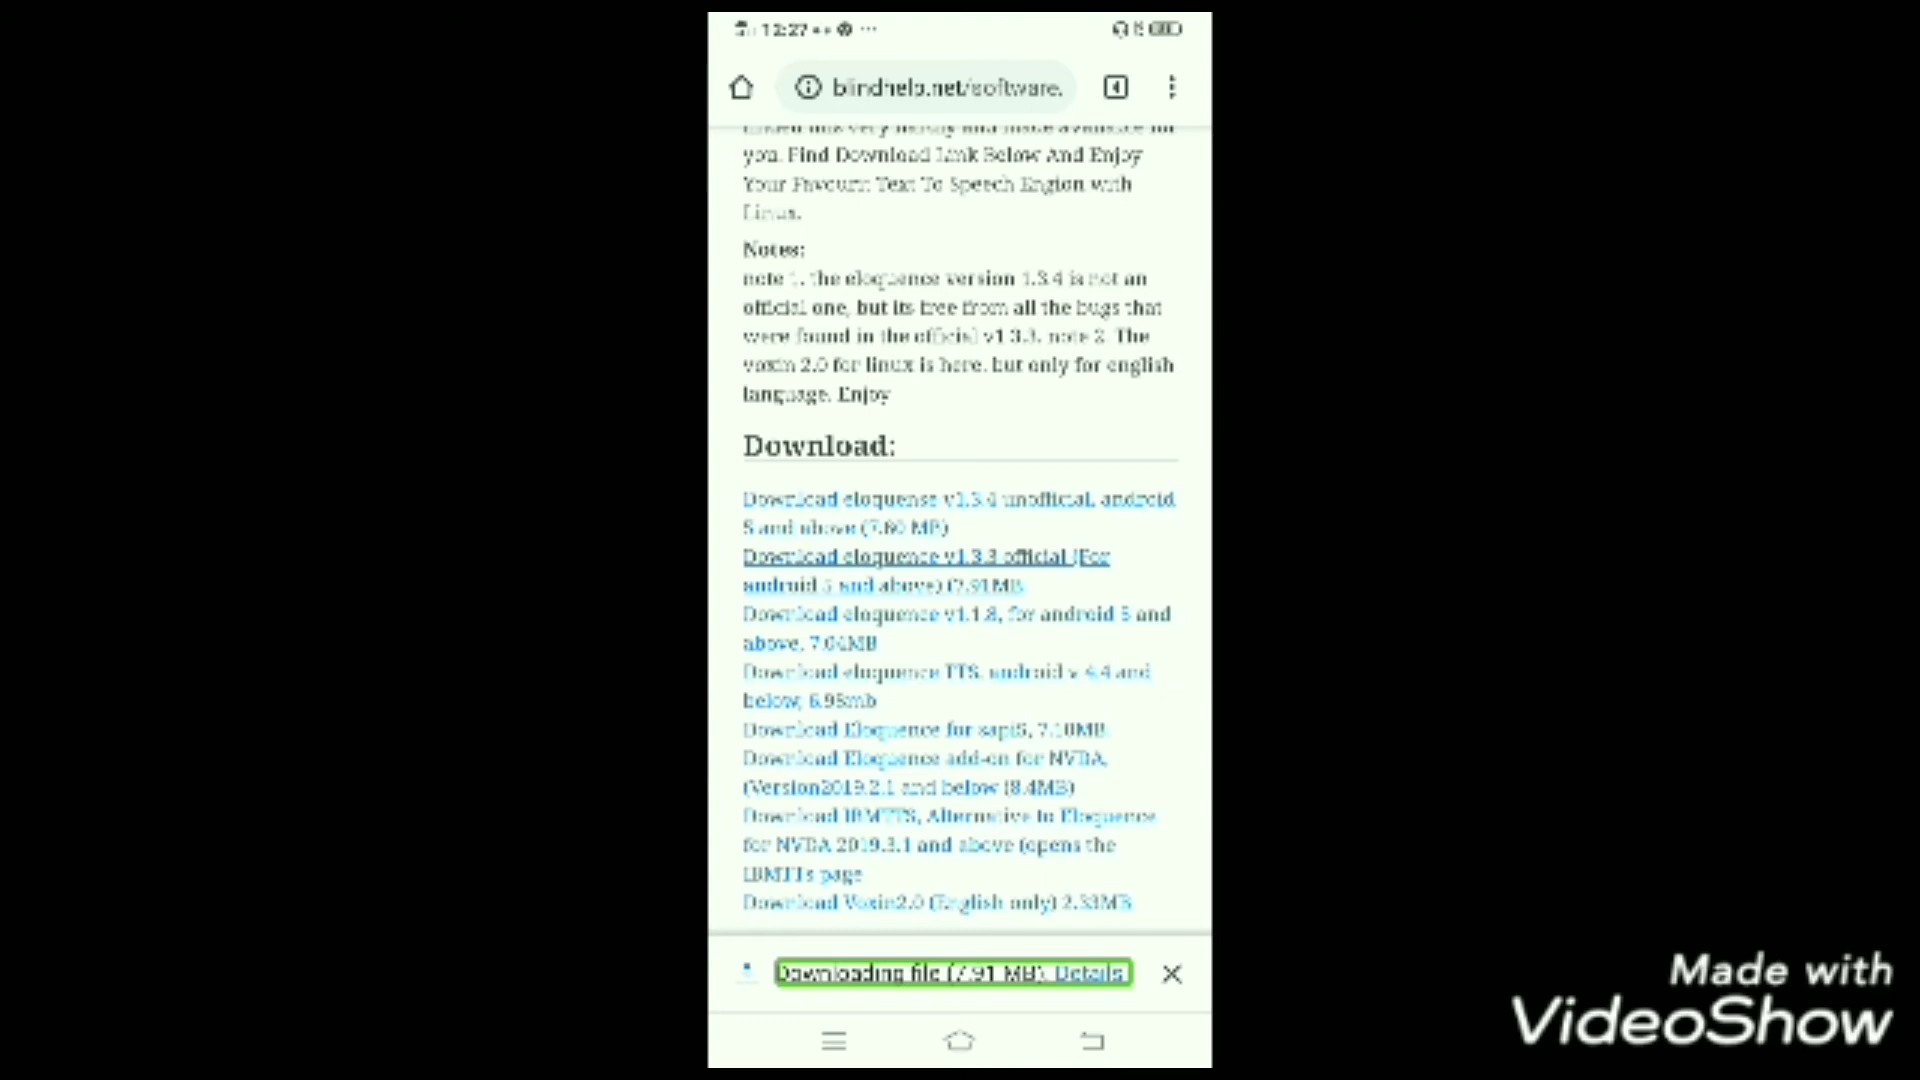 12:27
blindhelp.net/software.
4
you. Find Download Link Below And Enjoy
Your Favourit Text To Speech Engion with
Linux.
Notes:
note 1. the eloquence version 1.3.4 is not an
official one, but its free from all the bugs that
were found in the official v1.3.3. note 2. The
voxin 2.0 for linux is here. but only for english
language. Enjoy
Download:
Download eloquense v1.3.4 unofficial, android
5 and above (7.80 MB)
Download eloquence v1.3.3 official (For
android 5 and above) (7.91MB
Download eloquence v1.1.8, for android 5 and
above, 7.04MB
Download eloquence TTS, android v 4.4 and
below, 6.98mb
Download Eloquence for sapi5, 7.10MB
Download Eloquence add-on for NVDA,
(Version2019.2.1 and below (8.4MB)
Download IBMTTS, Alternative to Eloquence
for NVDA 2019.3.1 and above (opens the
IBMTTs page
Download Voxin2.0 (English only) 2.33MB
Downloading file (7.91 MB). Details
Made with
VideoShow